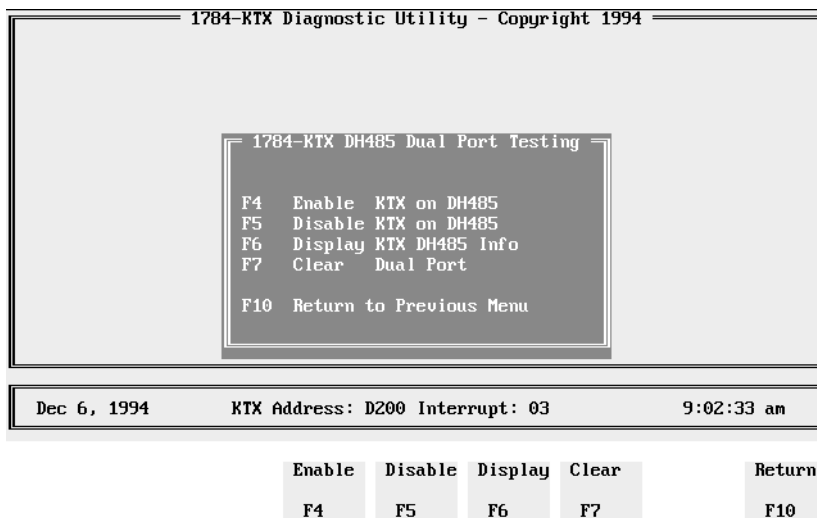 1784-KTX Diagnostic Utility - Copyright 1994
1784-KTX DH485 Dual Port Testing
F4 Enable KTX on DH485
F5 Disable KTX on DH485
F6 Display KTX DH485 Info
F7 Clear Dual Port
F10 Return to Previous Menu
Dec 6, 1994 KTX Address: D200 Interrupt: 03 9:02:33 am
Enable Disable Display Clear Return
F4 F5 F6 F7 F10